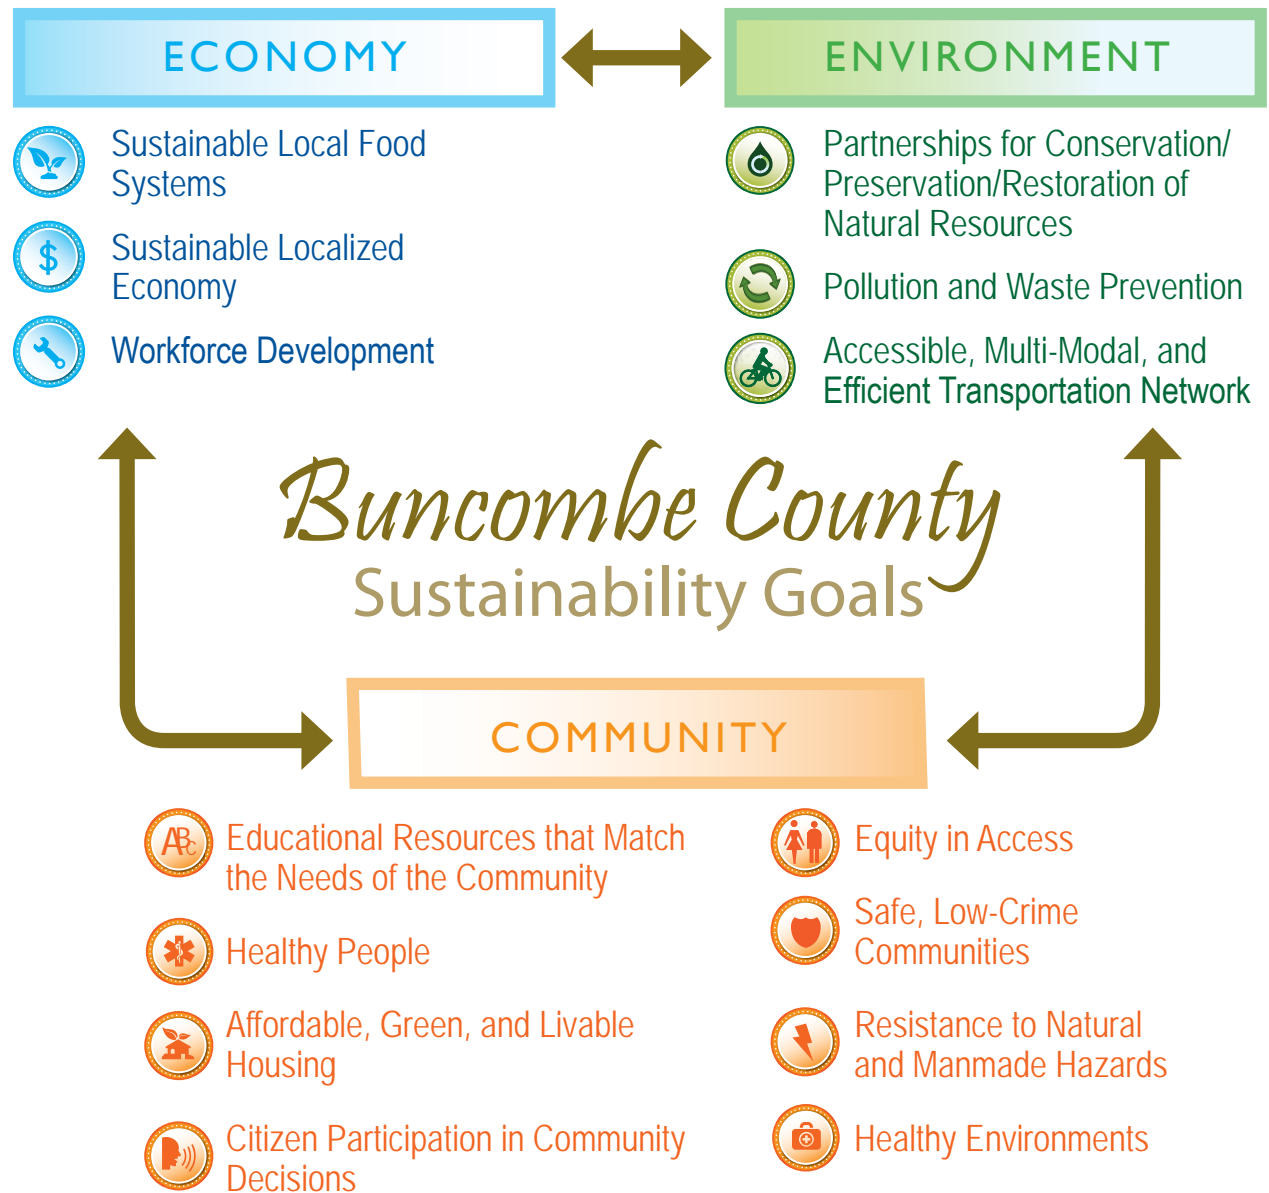 ECONOMY
Sustainable Local Food
Systems
$
Sustainable Localized
Economy
Workforce Development
ENVIRONMENT
Partnerships for Conservation/
Preservation/Restoration of
Natural Resources
Pollution and Waste Prevention
Accessible, Multi-Modal, and
Efficient Transportation Network
Buncombe County
Sustainability Goals
COMMUNITY
ABC
Educational Resources that Match
the Needs of the Community
Healthy People
Affordable, Green, and Livable
Housing
Citizen Participation in Community
Decisions
Equity in Access
Safe, Low-Crime
Communities
Resistance to Natural
and Manmade Hazards
Healthy Environments